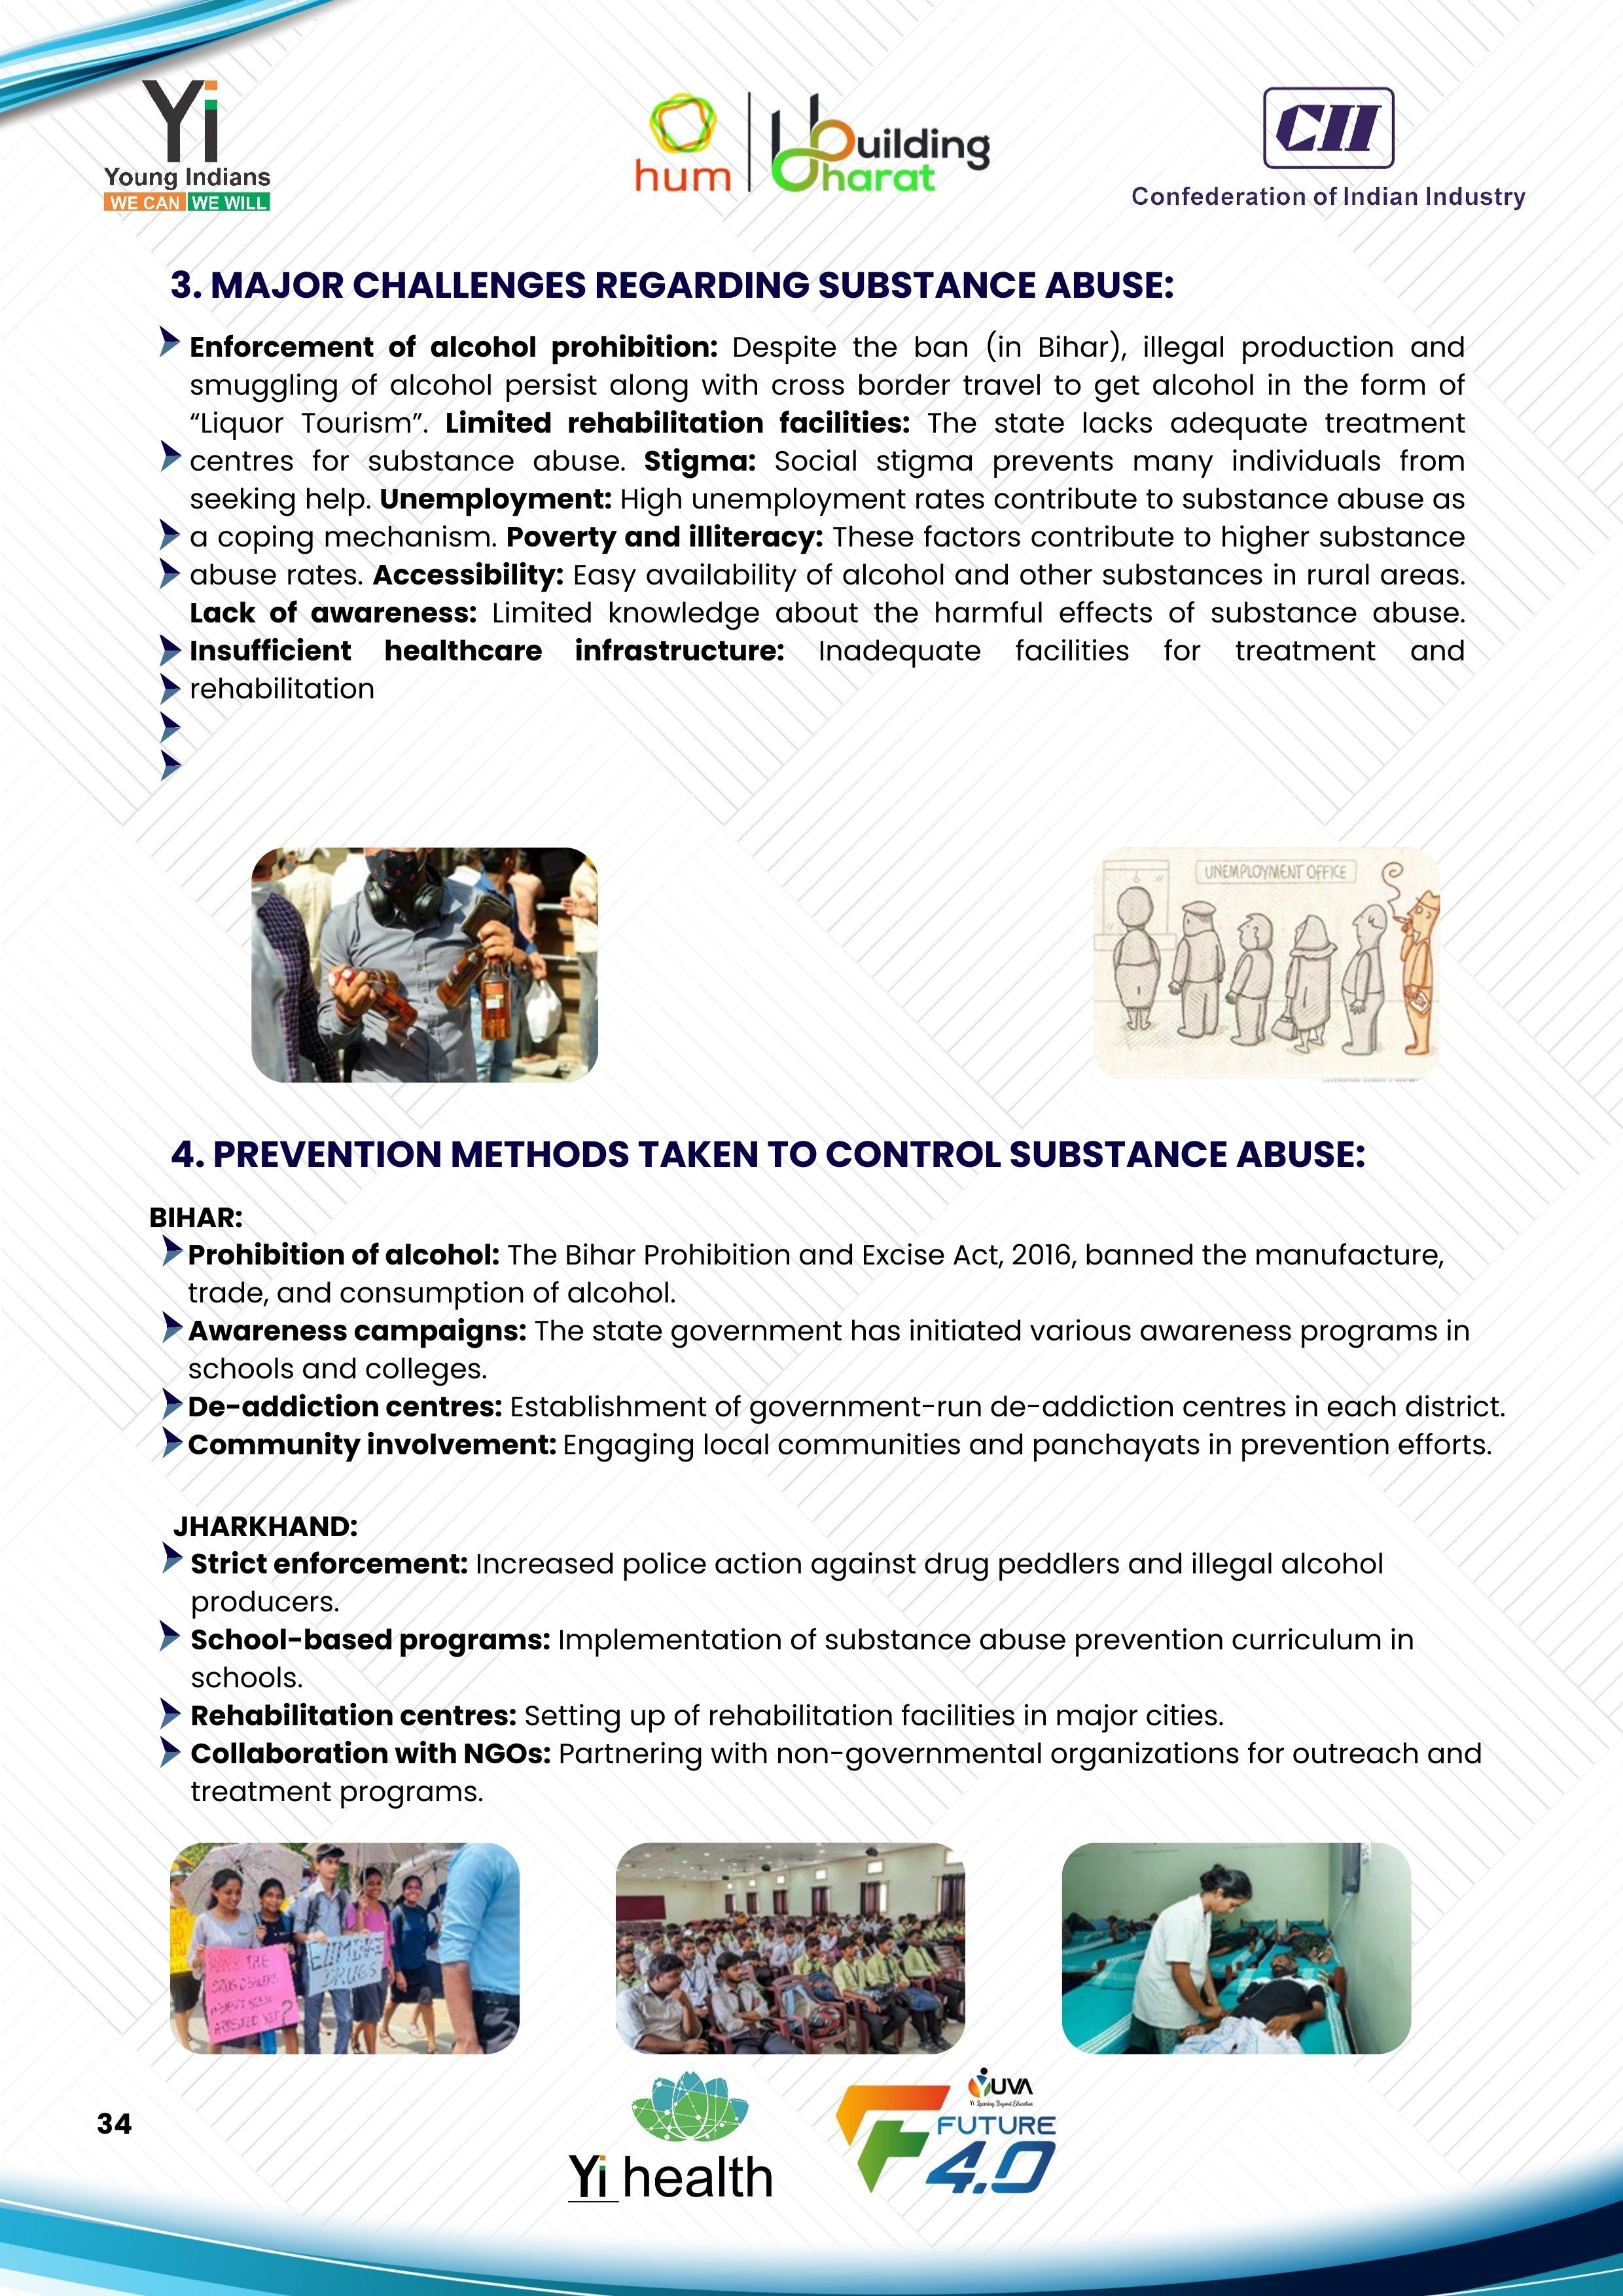 Yi
Young Indians
WE CAN WE WILL
hum
building
bharat
CII
Confederation of Indian Industry
3. MAJOR CHALLENGES REGARDING SUBSTANCE ABUSE:
Enforcement of alcohol prohibition: Despite the ban (in Bihar), illegal production and
smuggling of alcohol persist along with cross border travel to get alcohol in the form of
“Liquor Tourism”. Limited rehabilitation facilities: The state lacks adequate treatment
centres for substance abuse. Stigma: Social stigma prevents many individuals from
seeking help. Unemployment: High unemployment rates contribute to substance abuse as
a coping mechanism. Poverty and illiteracy: These factors contribute to higher substance
abuse rates. Accessibility: Easy availability of alcohol and other substances in rural areas.
Lack of awareness: Limited knowledge about the harmful effects of substance abuse.
Insufficient healthcare infrastructure: Inadequate facilities for treatment and
rehabilitation
UNEMPLOYMENT OFFICE
4. PREVENTION METHODS TAKEN TO CONTROL SUBSTANCE ABUSE:
BIHAR:
Prohibition of alcohol: The Bihar Prohibition and Excise Act, 2016, banned the manufacture,
trade, and consumption of alcohol.
Awareness campaigns: The state government has initiated various awareness programs in
schools and colleges.
De-addiction centres: Establishment of government-run de-addiction centres in each district.
Community involvement: Engaging local communities and panchayats in prevention efforts.
JHARKHAND:
Strict enforcement: Increased police action against drug peddlers and illegal alcohol
producers.
School-based programs: Implementation of substance abuse prevention curriculum in
schools.
Rehabilitation centres: Setting up of rehabilitation facilities in major cities.
Collaboration with NGOs: Partnering with non-governmental organizations for outreach and
treatment programs.
THE
DRUG DEALERS
BEEN
ARRESTED YET?
DRUGS
34
Yi health
YUVA
Yi Learning Beyond Education
FUTURE
4.0